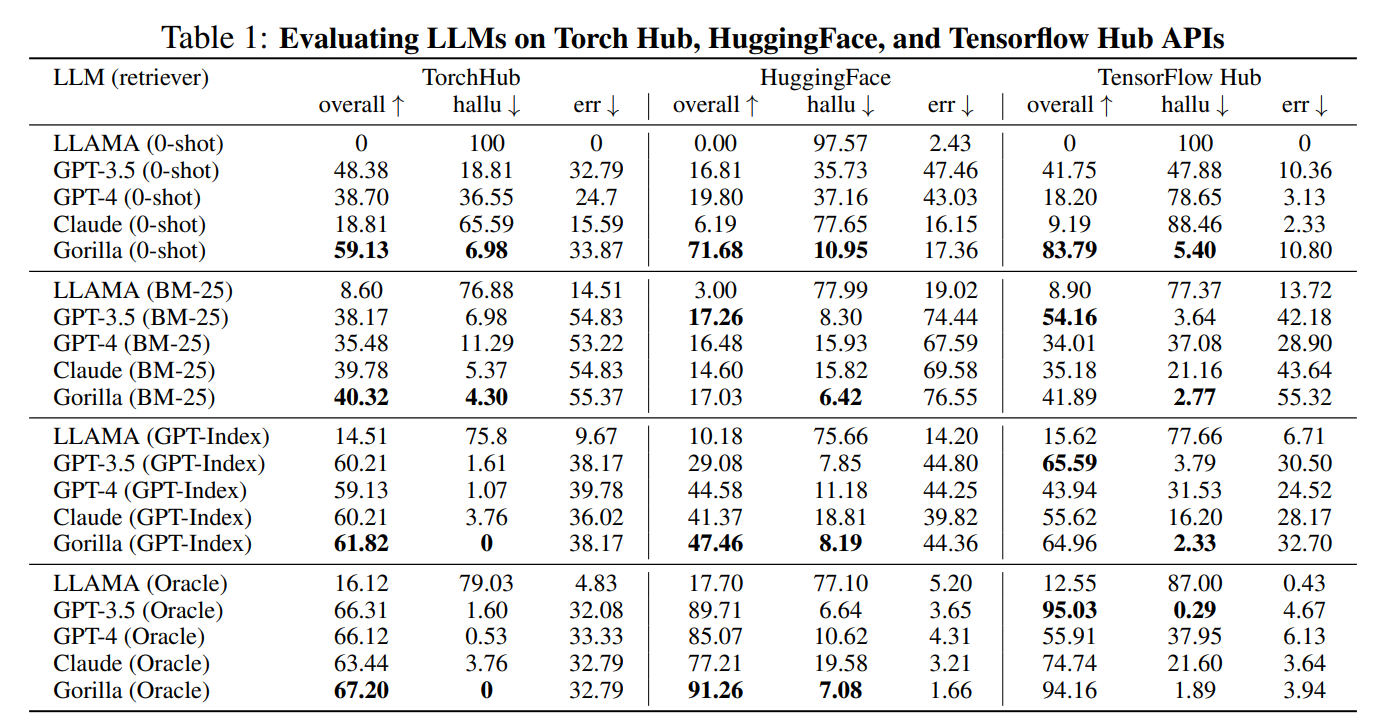 Table 1: Evaluating LLMs on Torch Hub, HuggingFace, and Tensorflow Hub APIs
LLM (retriever) TorchHub HuggingFace TensorFlow Hub
overall ↑ hallu ↓ err ↓ overall ↑ hallu ↓ err ↓ overall ↑ hallu ↓ err ↓
LLAMA (0-shot) 0 100 0 0.00 97.57 2.43 0 100 0
GPT-3.5 (0-shot) 48.38 18.81 32.79 16.81 35.73 47.46 41.75 47.88 10.36
GPT-4 (0-shot) 38.70 36.55 24.7 19.80 37.16 43.03 18.20 78.65 3.13
Claude (0-shot) 18.81 65.59 15.59 6.19 77.65 16.15 9.19 88.46 2.33
Gorilla (0-shot) 59.13 6.98 33.87 71.68 10.95 17.36 83.79 5.40 10.80
LLAMA (BM-25) 8.60 76.88 14.51 3.00 77.99 19.02 8.90 77.37 13.72
GPT-3.5 (BM-25) 38.17 6.98 54.83 17.26 8.30 74.44 54.16 3.64 42.18
GPT-4 (BM-25) 35.48 11.29 53.22 16.48 15.93 67.59 34.01 37.08 28.90
Claude (BM-25) 39.78 5.37 54.83 14.60 15.82 69.58 35.18 21.16 43.64
Gorilla (BM-25) 40.32 4.30 55.37 17.03 6.42 76.55 41.89 2.77 55.32
LLAMA (GPT-Index) 14.51 75.8 9.67 10.18 75.66 14.20 15.62 77.66 6.71
GPT-3.5 (GPT-Index) 60.21 1.61 38.17 29.08 7.85 44.80 65.59 3.79 30.50
GPT-4 (GPT-Index) 59.13 1.07 39.78 44.58 11.18 44.25 43.94 31.53 24.52
Claude (GPT-Index) 60.21 3.76 36.02 41.37 18.81 39.82 55.62 16.20 28.17
Gorilla (GPT-Index) 61.82 0 38.17 47.46 8.19 44.36 64.96 2.33 32.70
LLAMA (Oracle) 16.12 79.03 4.83 17.70 77.10 5.20 12.55 87.00 0.43
GPT-3.5 (Oracle) 66.31 1.60 32.08 89.71 6.64 3.65 95.03 0.29 4.67
GPT-4 (Oracle) 66.12 0.53 33.33 85.07 10.62 4.31 55.91 37.95 6.13
Claude (Oracle) 63.44 3.76 32.79 77.21 19.58 3.21 74.74 21.60 3.64
Gorilla (Oracle) 67.20 0 32.79 91.26 7.08 1.66 94.16 1.89 3.94